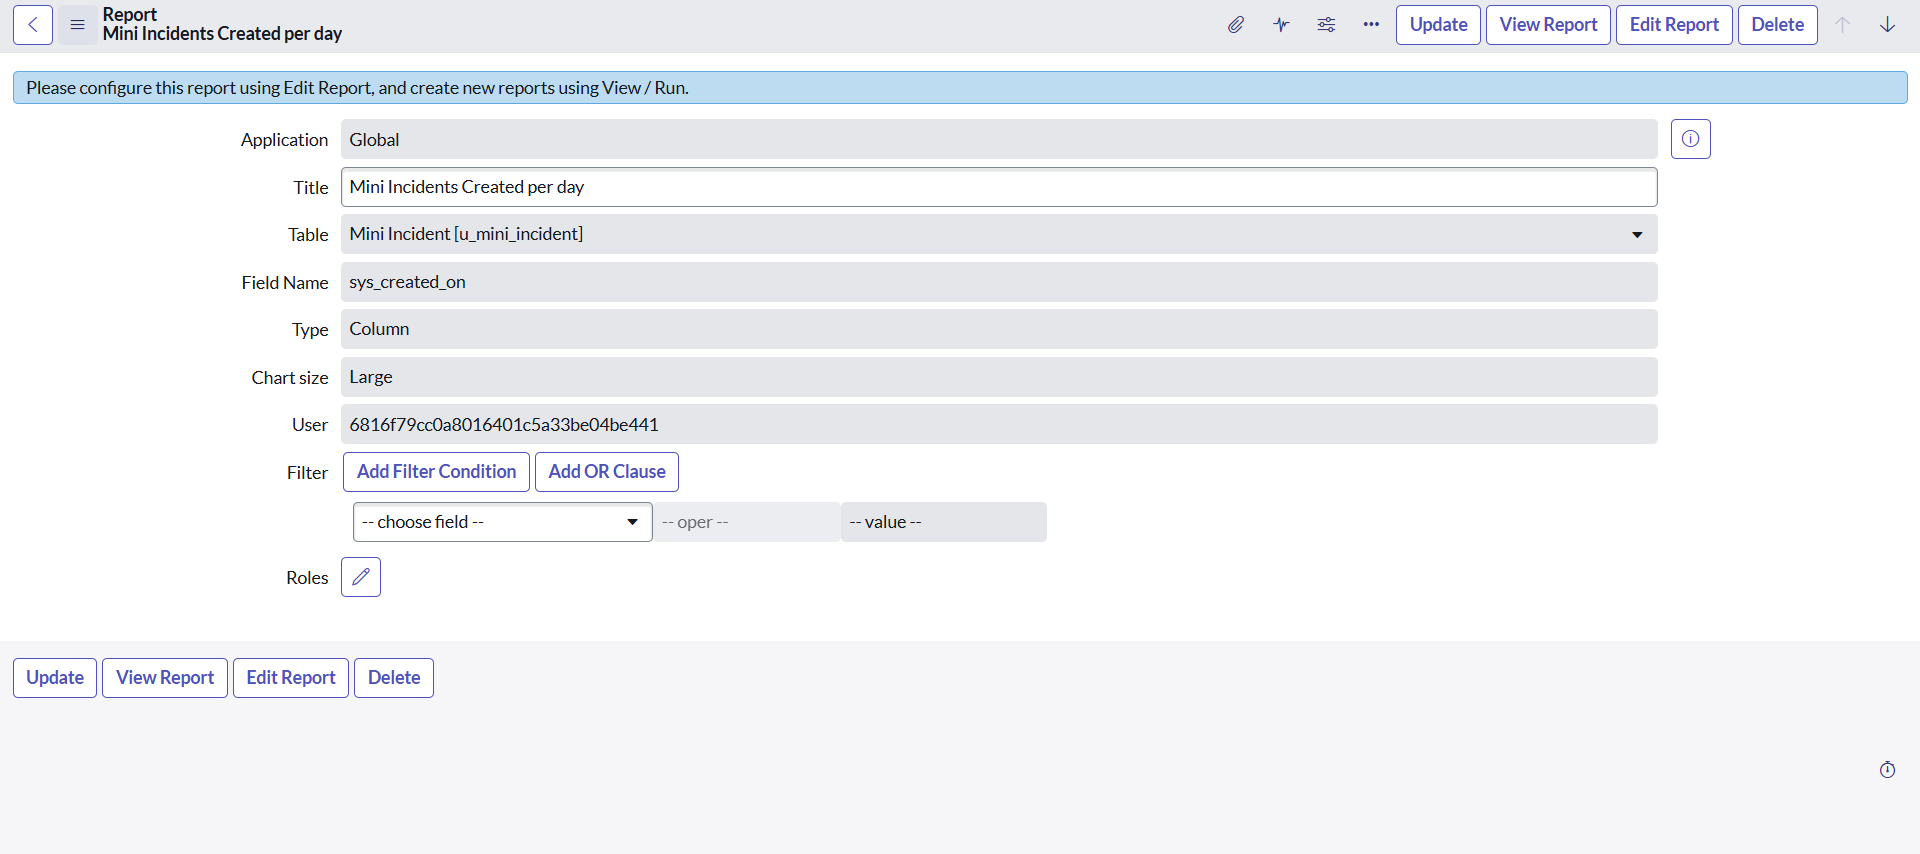 Report
Mini Incidents Created per day
Update
View Report
Edit Report
Delete
Please configure this report using Edit Report, and create new reports using View / Run.
Application
Global
Title
Mini Incidents Created per day
Table
Mini Incident [u_mini_incident]
Field Name
sys_created_on
Type
Column
Chart size
Large
User
6816f79cc0a8016401c5a33be04be441
Filter
Add Filter Condition
Add OR Clause
-- choose field --
-- oper --
-- value --
Roles
Update
View Report
Edit Report
Delete